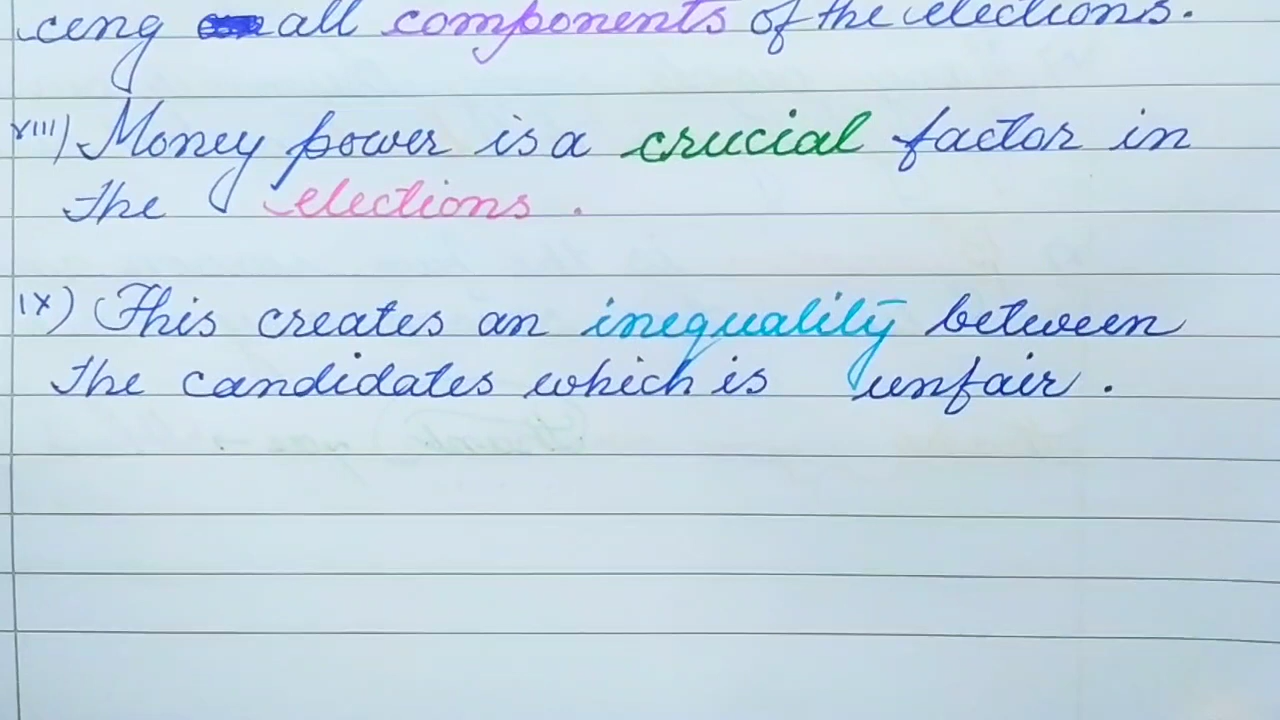 cing all components of the elections.
viii) Money power is a crucial factor in
the elections.
ix) This creates an inequality between
the candidates which is unfair.